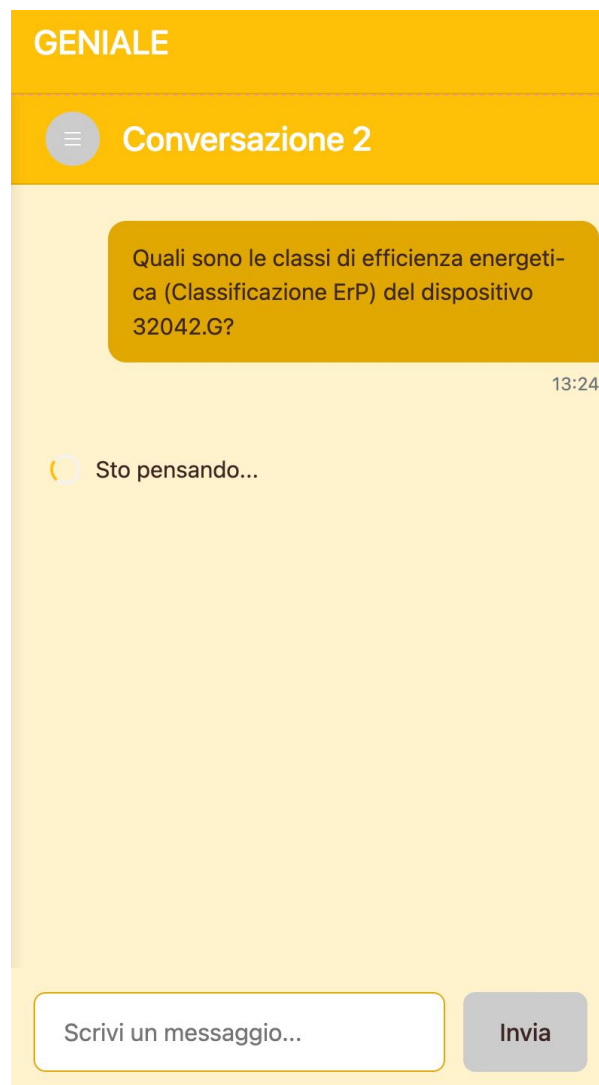 GENIALE
Conversazione 2
Quali sono le classi di efficienza energeti-
ca (Classificazione ErP) del dispositivo
32042.G?
13:24
Sto pensando...
Scrivi un messaggio...
Invia